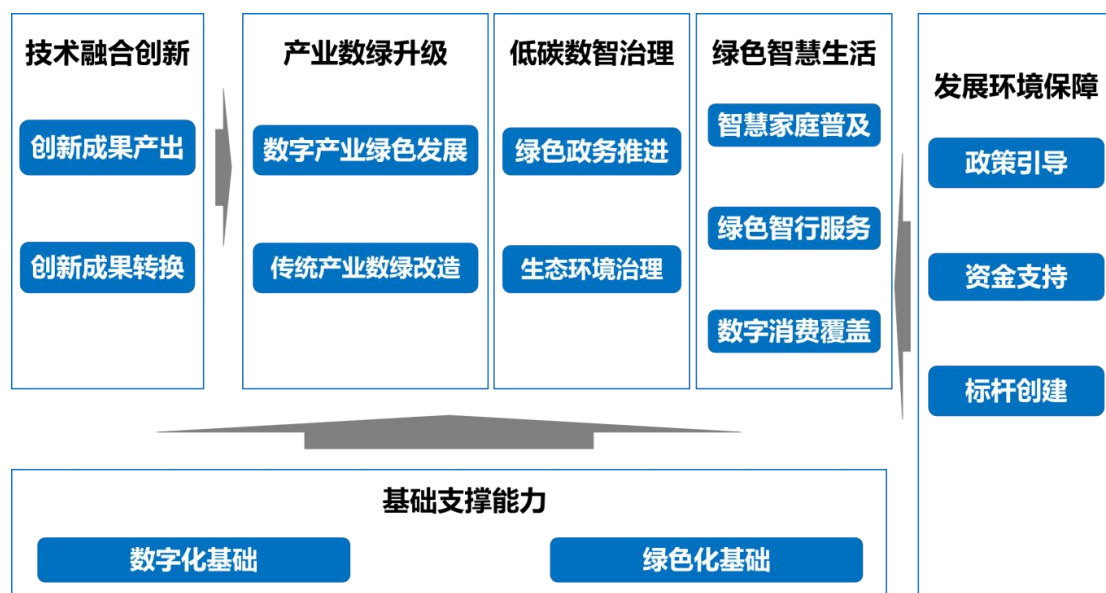 技术融合创新
创新成果产出
创新成果转换
产业数绿升级
数字产业绿色发展
传统产业数绿改造
低碳数智治理
绿色政务推进
生态环境治理
绿色智慧生活
智慧家庭普及
绿色智行服务
数字消费覆盖
发展环境保障
政策引导
资金支持
标杆创建
基础支撑能力
数字化基础
绿色化基础